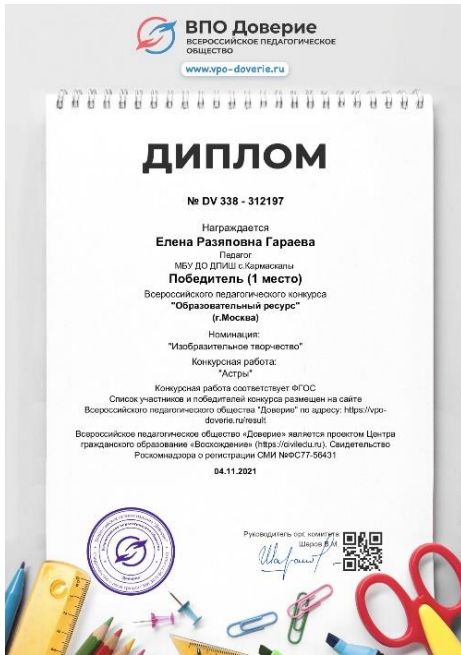 ВПО Доверие
ВСЕРОССИЙСКОЕ ПЕДАГОГИЧЕСКОЕ
ОБЩЕСТВО
www.vpo-doverie.ru
ДИПЛОМ
№ DV 338 - 312197
Награждается
Елена Разяповна Гараева
Педагог
МБУ ДО ДПИШ с.Кармаскалы
Победитель (1 место)
Всероссийского педагогического конкурса
"Образовательный ресурс"
(г.Москва)
Номинация:
"Изобразительное творчество"
Конкурсная работа:
"Астры"
Конкурсная работа соответствует ФГОС
Список участников и победителей конкурса размещен на сайте
Всероссийского педагогического общества "Доверие" по адресу: https://vpo-
doverie.ru/result
Всероссийское педагогическое общество «Доверие» является проектом Центра
гражданского образование «Восхождение» (https://civiledu.ru). Свидетельство
Роскомнадзора о регистрации СМИ №ФС77-56431
04.11.2021
Руководитель орг. комитета
Шаров В.М.